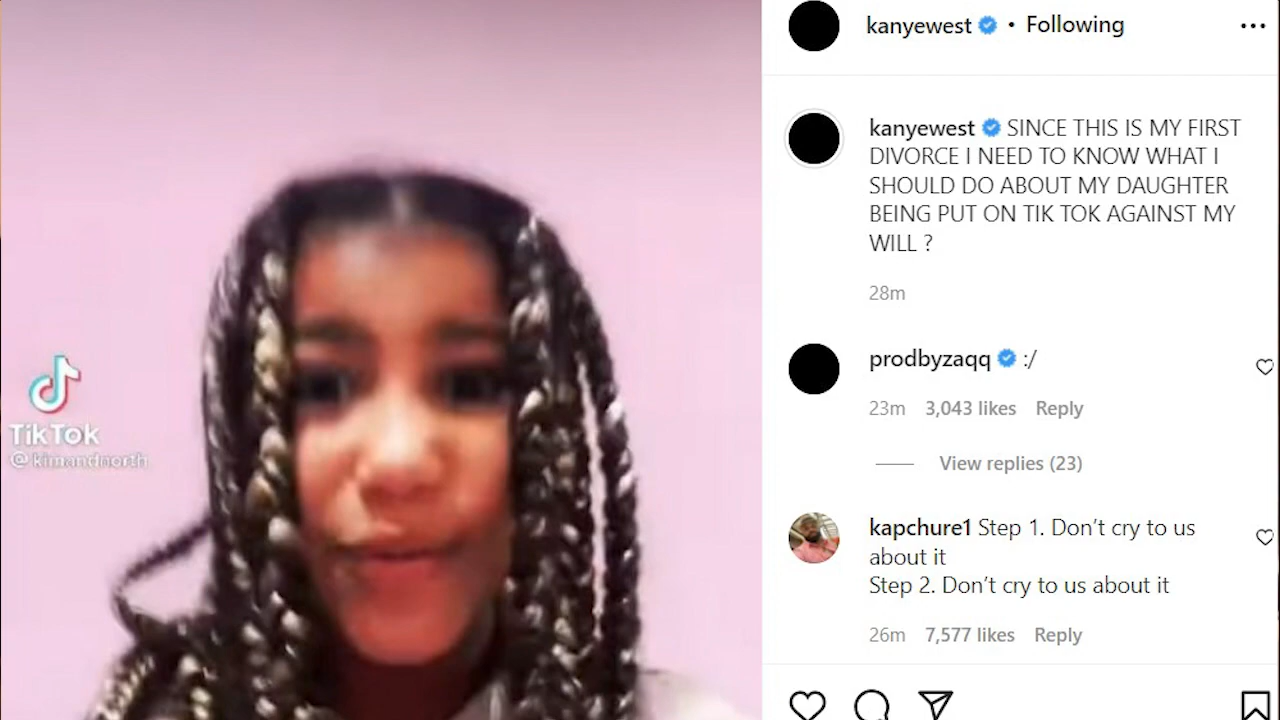 kanyewest • Following
kanyewest SINCE THIS IS MY FIRST
DIVORCE I NEED TO KNOW WHAT I
SHOULD DO ABOUT MY DAUGHTER
BEING PUT ON TIK TOK AGAINST MY
WILL ?
28m
prodbyzaqq :/
23m 3,043 likes Reply
View replies (23)
kapchure1 Step 1. Don’t cry to us
about it
Step 2. Don’t cry to us about it
26m 7,577 likes Reply
TikTok
@kimandnorth